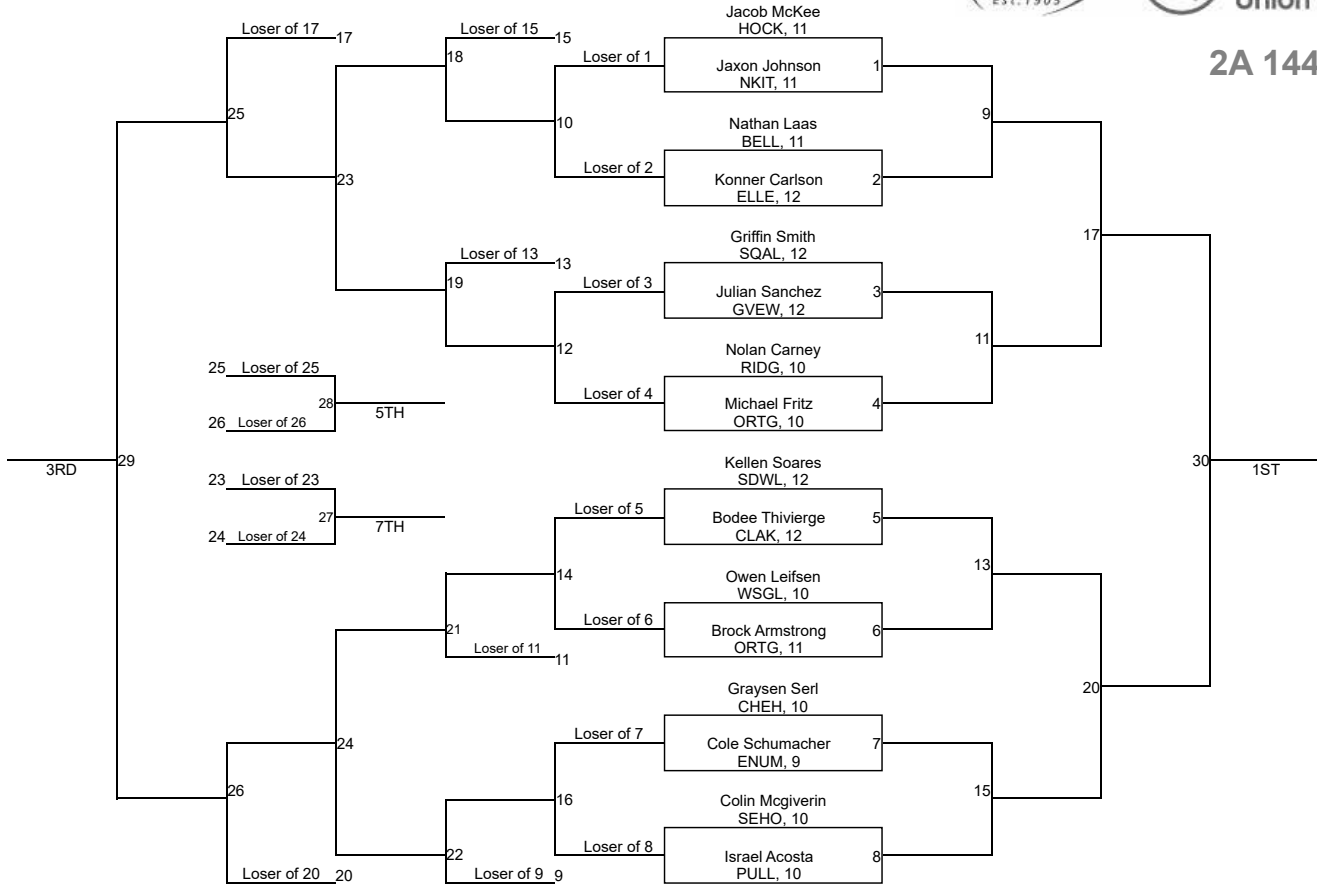 EST. 1905
Union
2A 144
Jacob McKee
HOCK, 11
Loser of 17
17
Loser of 15
15
18
Loser of 1
Jaxon Johnson
1
NKIT, 11
25
10
9
Nathan Laas
BELL, 11
Loser of 2
Konner Carlson
2
ELLE, 12
23
Griffin Smith
SQAL, 12
17
Loser of 13
13
19
Loser of 3
Julian Sanchez
3
GVEW, 12
12
11
Nolan Carney
RIDG, 10
25 Loser of 25
28
5TH
26 Loser of 26
Loser of 4
Michael Fritz
4
ORTG, 10
3RD
29
Kellen Soares
SDWL, 12
30
1ST
23 Loser of 23
27
7TH
24 Loser of 24
Loser of 5
Bodee Thivierge
5
CLAK, 12
14
13
Owen Leifsen
WSGL, 10
21
Loser of 6
Brock Armstrong
6
ORTG, 11
Loser of 11
11
Graysen Serl
CHEH, 10
20
24
Loser of 7
Cole Schumacher
7
ENUM, 9
26
16
15
Colin Mcgiverin
SEHO, 10
22
Loser of 8
Israel Acosta
8
PULL, 10
Loser of 20
20
Loser of 9
9